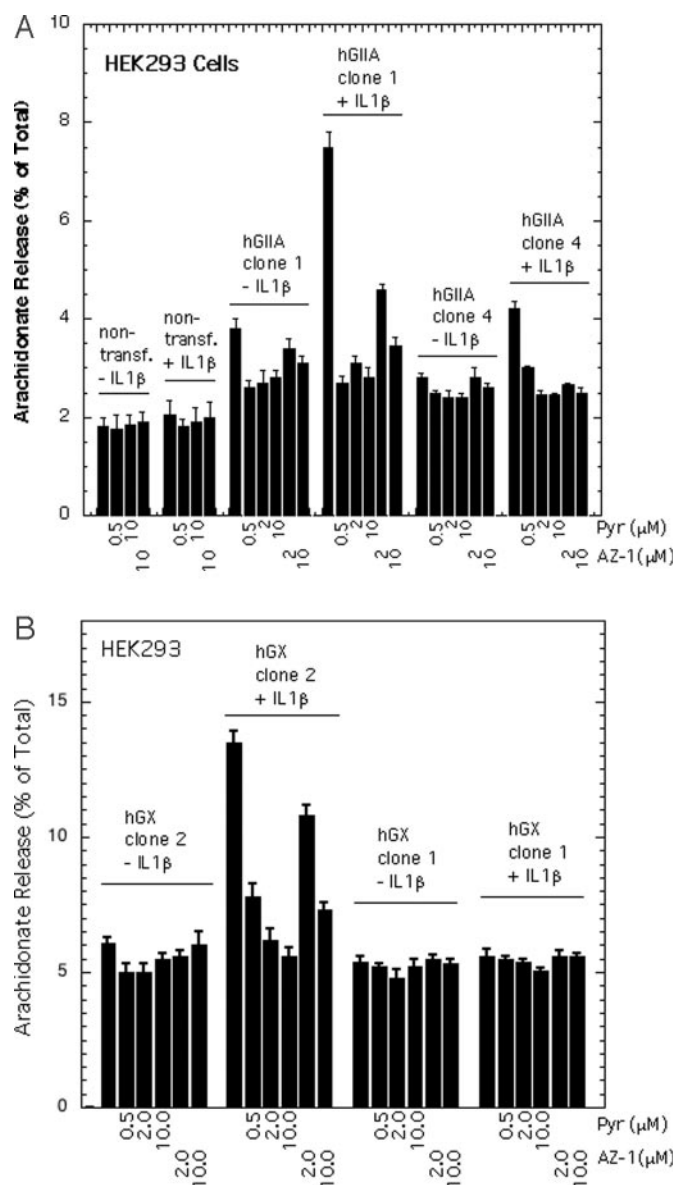 A
HEK293 Cells
Arachidonate Release (% of Total)
10
8
6
4
2
0
non-
transf.
- IL1β
non-
transf.
+ IL1β
hGIIA
clone 1
- IL1β
hGIIA
clone 1
+ IL1β
hGIIA
clone 4
- IL1β
hGIIA
clone 4
+ IL1β
0.5 10 0.5 10 0.5 2 10 0.5 2 10 0.5 2 10 0.5 2 10 Pyr (μM)
10 10 2 10 2 10 2 10 AZ-1(μM)
B
HEK293
Arachidonate Release (% of Total)
15
10
5
0
hGX
clone 2
- IL1β
hGX
clone 2
+ IL1β
hGX
clone 1
- IL1β
hGX
clone 1
+ IL1β
0.5 2.0 10.0 0.5 2.0 10.0 0.5 2.0 10.0 0.5 2.0 10.0 Pyr (μM)
2.0 10.0 2.0 10.0 2.0 10.0 2.0 10.0 AZ-1(μM)